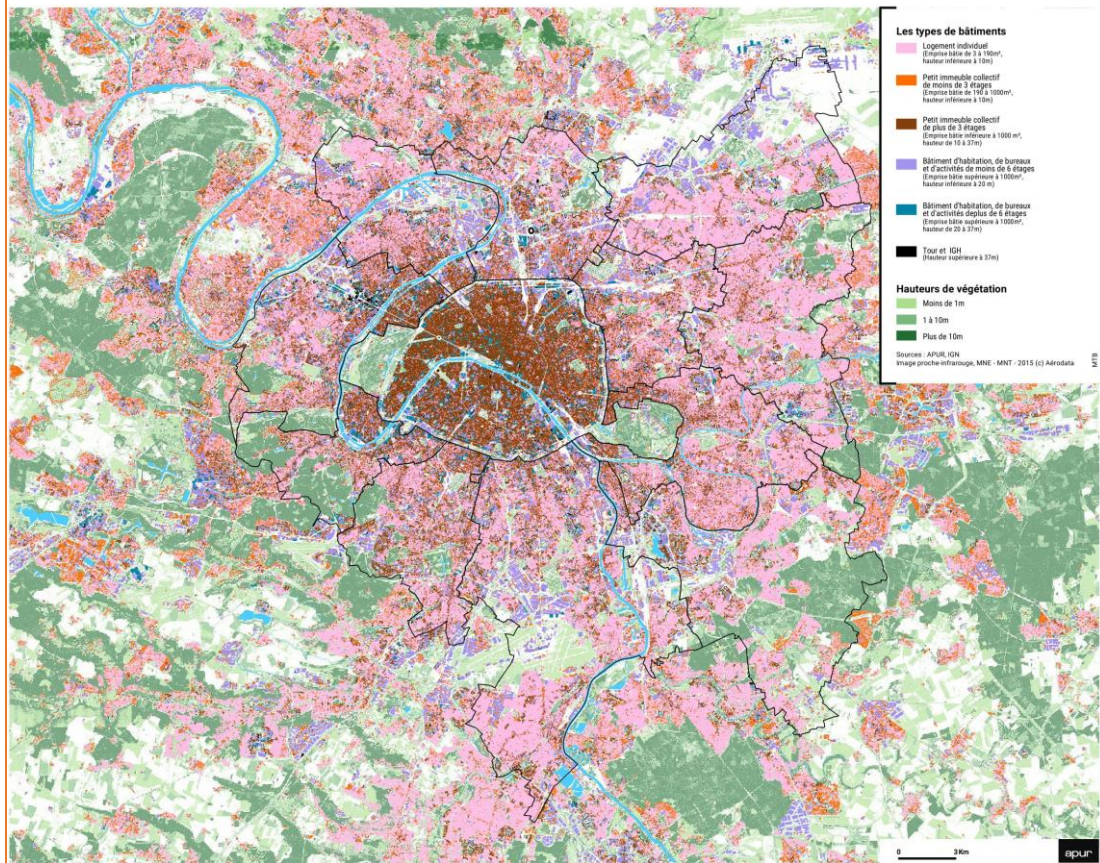 Les types de bâtiments
Logement individuel
(Emprise bâtie de 3 à 190m²,
hauteur inférieure à 10m)
Petit immeuble collectif
de moins de 3 étages
(Emprise bâtie de 190 à 1000m²,
hauteur inférieure à 10m)
Petit immeuble collectif
de plus de 3 étages
(Emprise bâtie inférieure à 1000 m²,
hauteur de 10 à 37m)
Bâtiment d'habitation, de bureaux
et d'activités de moins de 6 étages
(Emprise bâtie supérieure à 1000m²,
hauteur inférieure à 20 m)
Bâtiment d'habitation, de bureaux
et d'activités deplus de 6 étages
(Emprise bâtie supérieure à 1000m²,
hauteur de 20 à 37m)
Tour et IGH
(Hauteur supérieure à 37m)
Hauteurs de végétation
Moins de 1m
1 à 10m
Plus de 10m
Sources : APUR, IGN
Image proche-infrarouge, MNE - MNT - 2015 (c) Aérodata
MTB
0 3 Km
apur